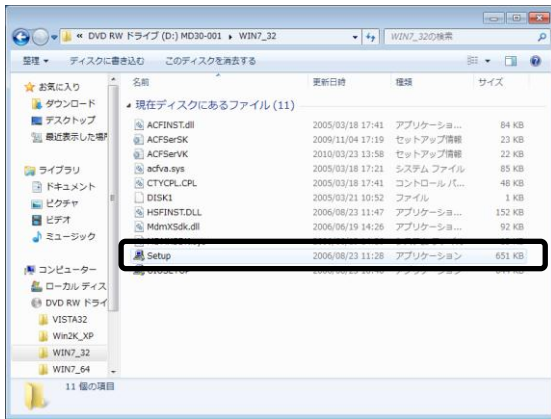 « DVD RW ドライブ (D:) MD30-001 ▸ WIN7_32
WIN7_32の検索
整理 ▼ ディスクに書き込む このディスクを消去する
名前 更新日時 種類 サイズ
現在ディスクにあるファイル (11)
ACFINST.dll 2005/03/18 17:41 アプリケーショ... 84 KB
ACFSerSK 2009/11/04 17:19 セットアップ情報 23 KB
ACFSerVK 2010/03/23 13:58 セットアップ情報 22 KB
acfva.sys 2005/03/18 17:21 システム ファイル 85 KB
CTYCPL.CPL 2005/03/18 17:41 コントロール パ... 48 KB
DISK1 2005/03/21 10:52 ファイル 1 KB
HSFINST.DLL 2006/08/23 11:47 アプリケーショ... 152 KB
MdmXSdk.dll 2006/06/19 14:26 アプリケーショ... 92 KB
Setup 2006/08/23 11:28 アプリケーション 651 KB
お気に入り
ダウンロード
デスクトップ
最近表示した場所
ライブラリ
ドキュメント
ピクチャ
ビデオ
ミュージック
コンピューター
ローカル ディス
DVD RW ドライ
VISTA32
Win2K_XP
WIN7_32
WIN7_64
11 個の項目